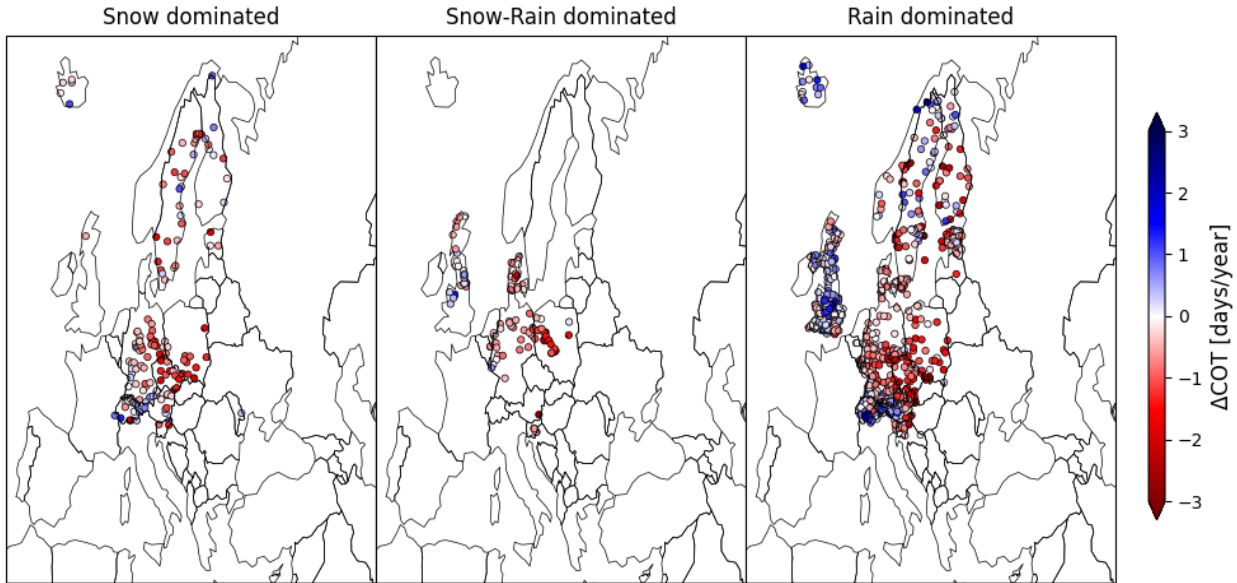 Snow dominated
Snow-Rain dominated
Rain dominated
3
2
1
0
−1
−2
−3
ΔCOT [days/year]